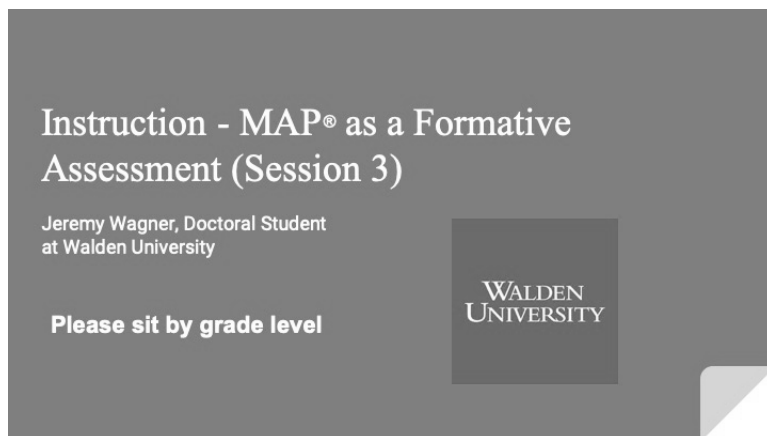 Instruction - MAP® as a Formative
Assessment (Session 3)
Jeremy Wagner, Doctoral Student
at Walden University
Please sit by grade level
WALDEN
UNIVERSITY